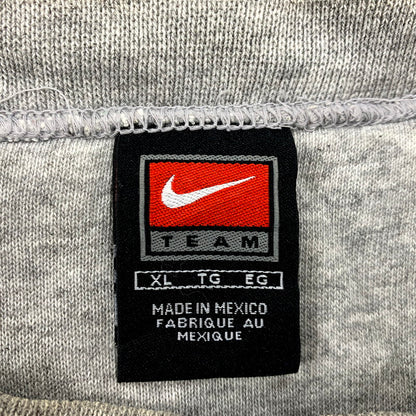 TEAM
XL TG EG
MADE IN MEXICO
FABRIQUE AU
MEXIQUE